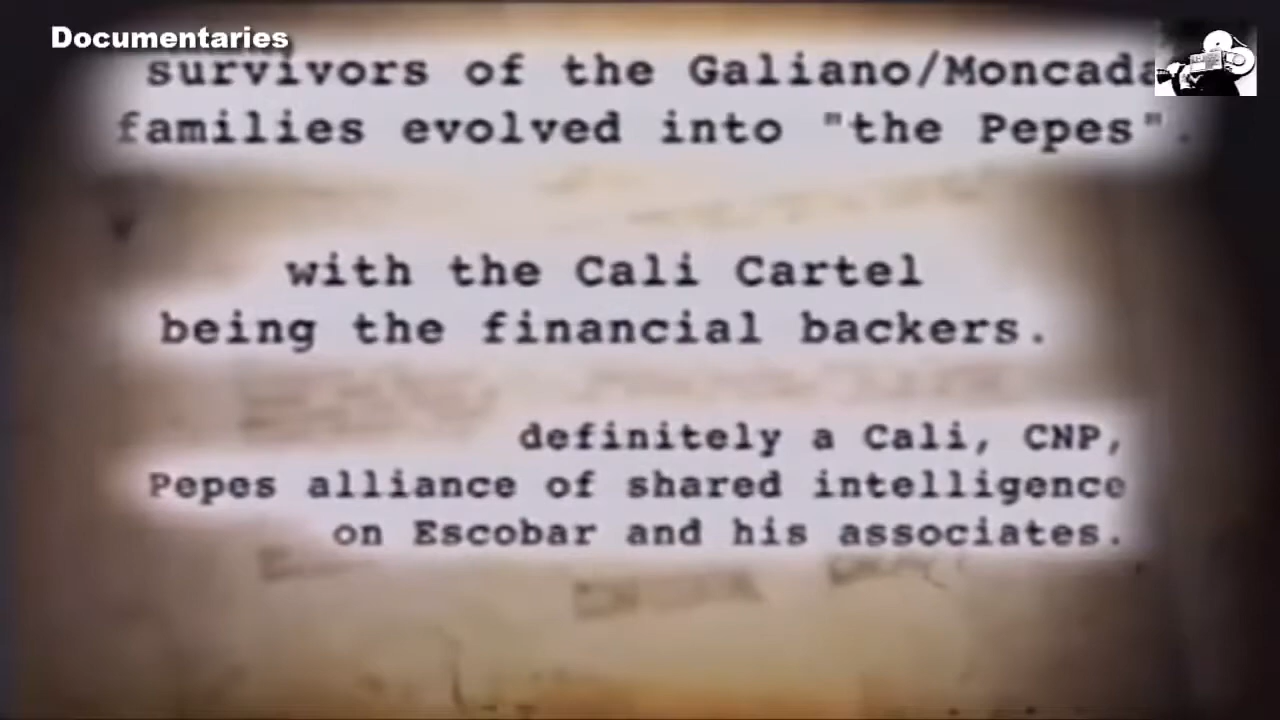 Documentaries
survivors of the Galiano/Moncada
families evolved into "the Pepes".
with the Cali Cartel
being the financial backers.
definitely a Cali, CNP,
Pepes alliance of shared intelligence
on Escobar and his associates.